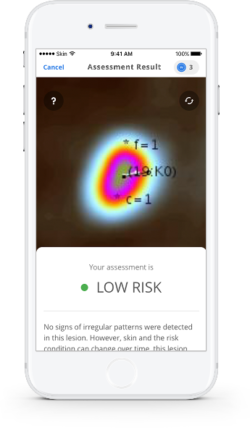 Skin 9:41 AM 100%
Cancel Assessment Result 3
?
* f=1
(19:K0)
* c=1
Your assessment is
LOW RISK
No signs of irregular patterns were detected
in this lesion. However, skin and the risk
condition can change over time, this lesion